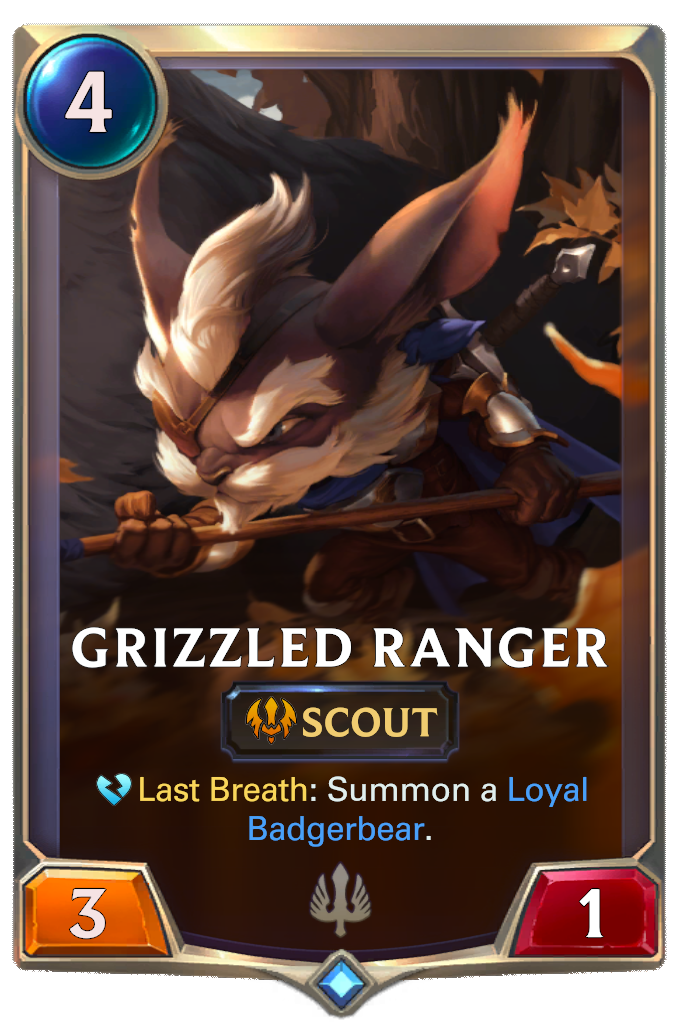 4
GRIZZLED RANGER
SCOUT
Last Breath: Summon a Loyal
Badgerbear.
3
1